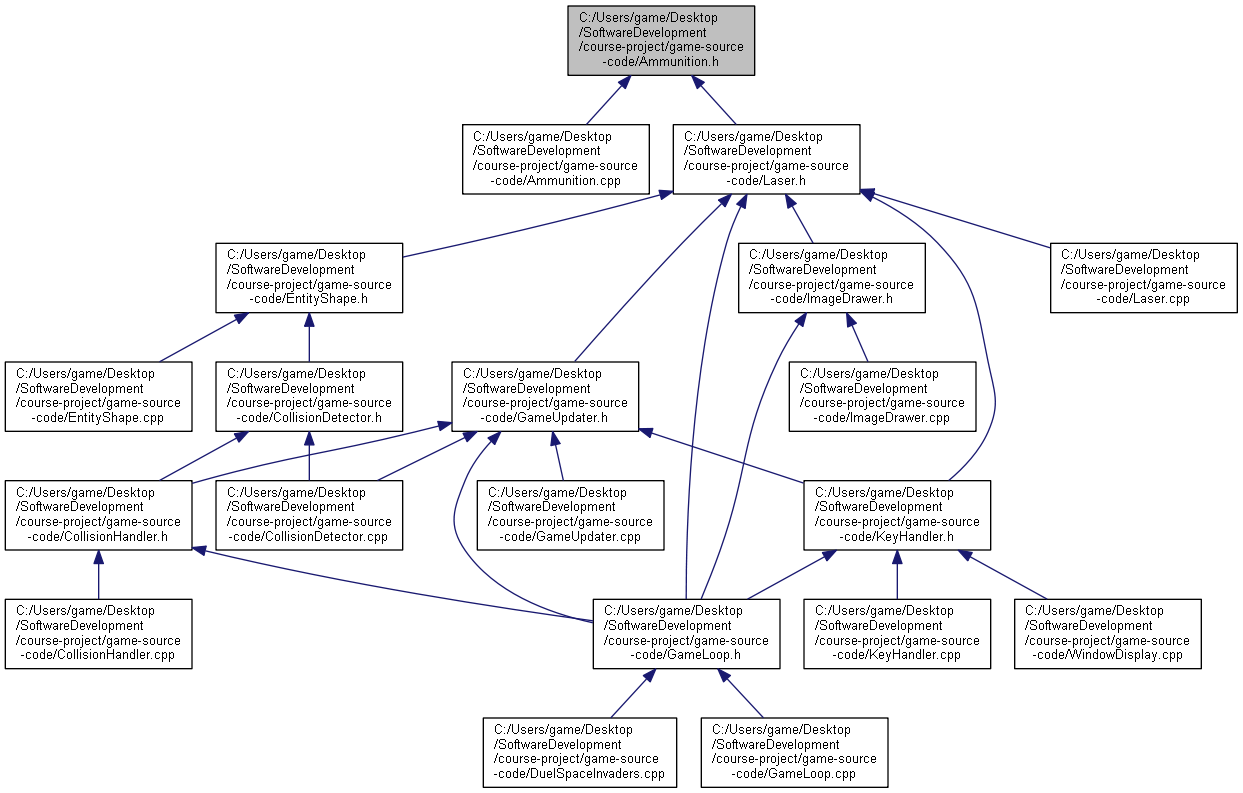 C:/Users/game/Desktop
/SoftwareDevelopment
/course-project/game-source
-code/Ammunition.h
C:/Users/game/Desktop
/SoftwareDevelopment
/course-project/game-source
-code/Ammunition.cpp
C:/Users/game/Desktop
/SoftwareDevelopment
/course-project/game-source
-code/Laser.h
C:/Users/game/Desktop
/SoftwareDevelopment
/course-project/game-source
-code/EntityShape.h
C:/Users/game/Desktop
/SoftwareDevelopment
/course-project/game-source
-code/ImageDrawer.h
C:/Users/game/Desktop
/SoftwareDevelopment
/course-project/game-source
-code/Laser.cpp
C:/Users/game/Desktop
/SoftwareDevelopment
/course-project/game-source
-code/EntityShape.cpp
C:/Users/game/Desktop
/SoftwareDevelopment
/course-project/game-source
-code/CollisionDetector.h
C:/Users/game/Desktop
/SoftwareDevelopment
/course-project/game-source
-code/GameUpdater.h
C:/Users/game/Desktop
/SoftwareDevelopment
/course-project/game-source
-code/ImageDrawer.cpp
C:/Users/game/Desktop
/SoftwareDevelopment
/course-project/game-source
-code/CollisionHandler.h
C:/Users/game/Desktop
/SoftwareDevelopment
/course-project/game-source
-code/CollisionDetector.cpp
C:/Users/game/Desktop
/SoftwareDevelopment
/course-project/game-source
-code/GameUpdater.cpp
C:/Users/game/Desktop
/SoftwareDevelopment
/course-project/game-source
-code/KeyHandler.h
C:/Users/game/Desktop
/SoftwareDevelopment
/course-project/game-source
-code/CollisionHandler.cpp
C:/Users/game/Desktop
/SoftwareDevelopment
/course-project/game-source
-code/GameLoop.h
C:/Users/game/Desktop
/SoftwareDevelopment
/course-project/game-source
-code/KeyHandler.cpp
C:/Users/game/Desktop
/SoftwareDevelopment
/course-project/game-source
-code/WindowDisplay.cpp
C:/Users/game/Desktop
/SoftwareDevelopment
/course-project/game-source
-code/DuelSpaceInvaders.cpp
C:/Users/game/Desktop
/SoftwareDevelopment
/course-project/game-source
-code/GameLoop.cpp